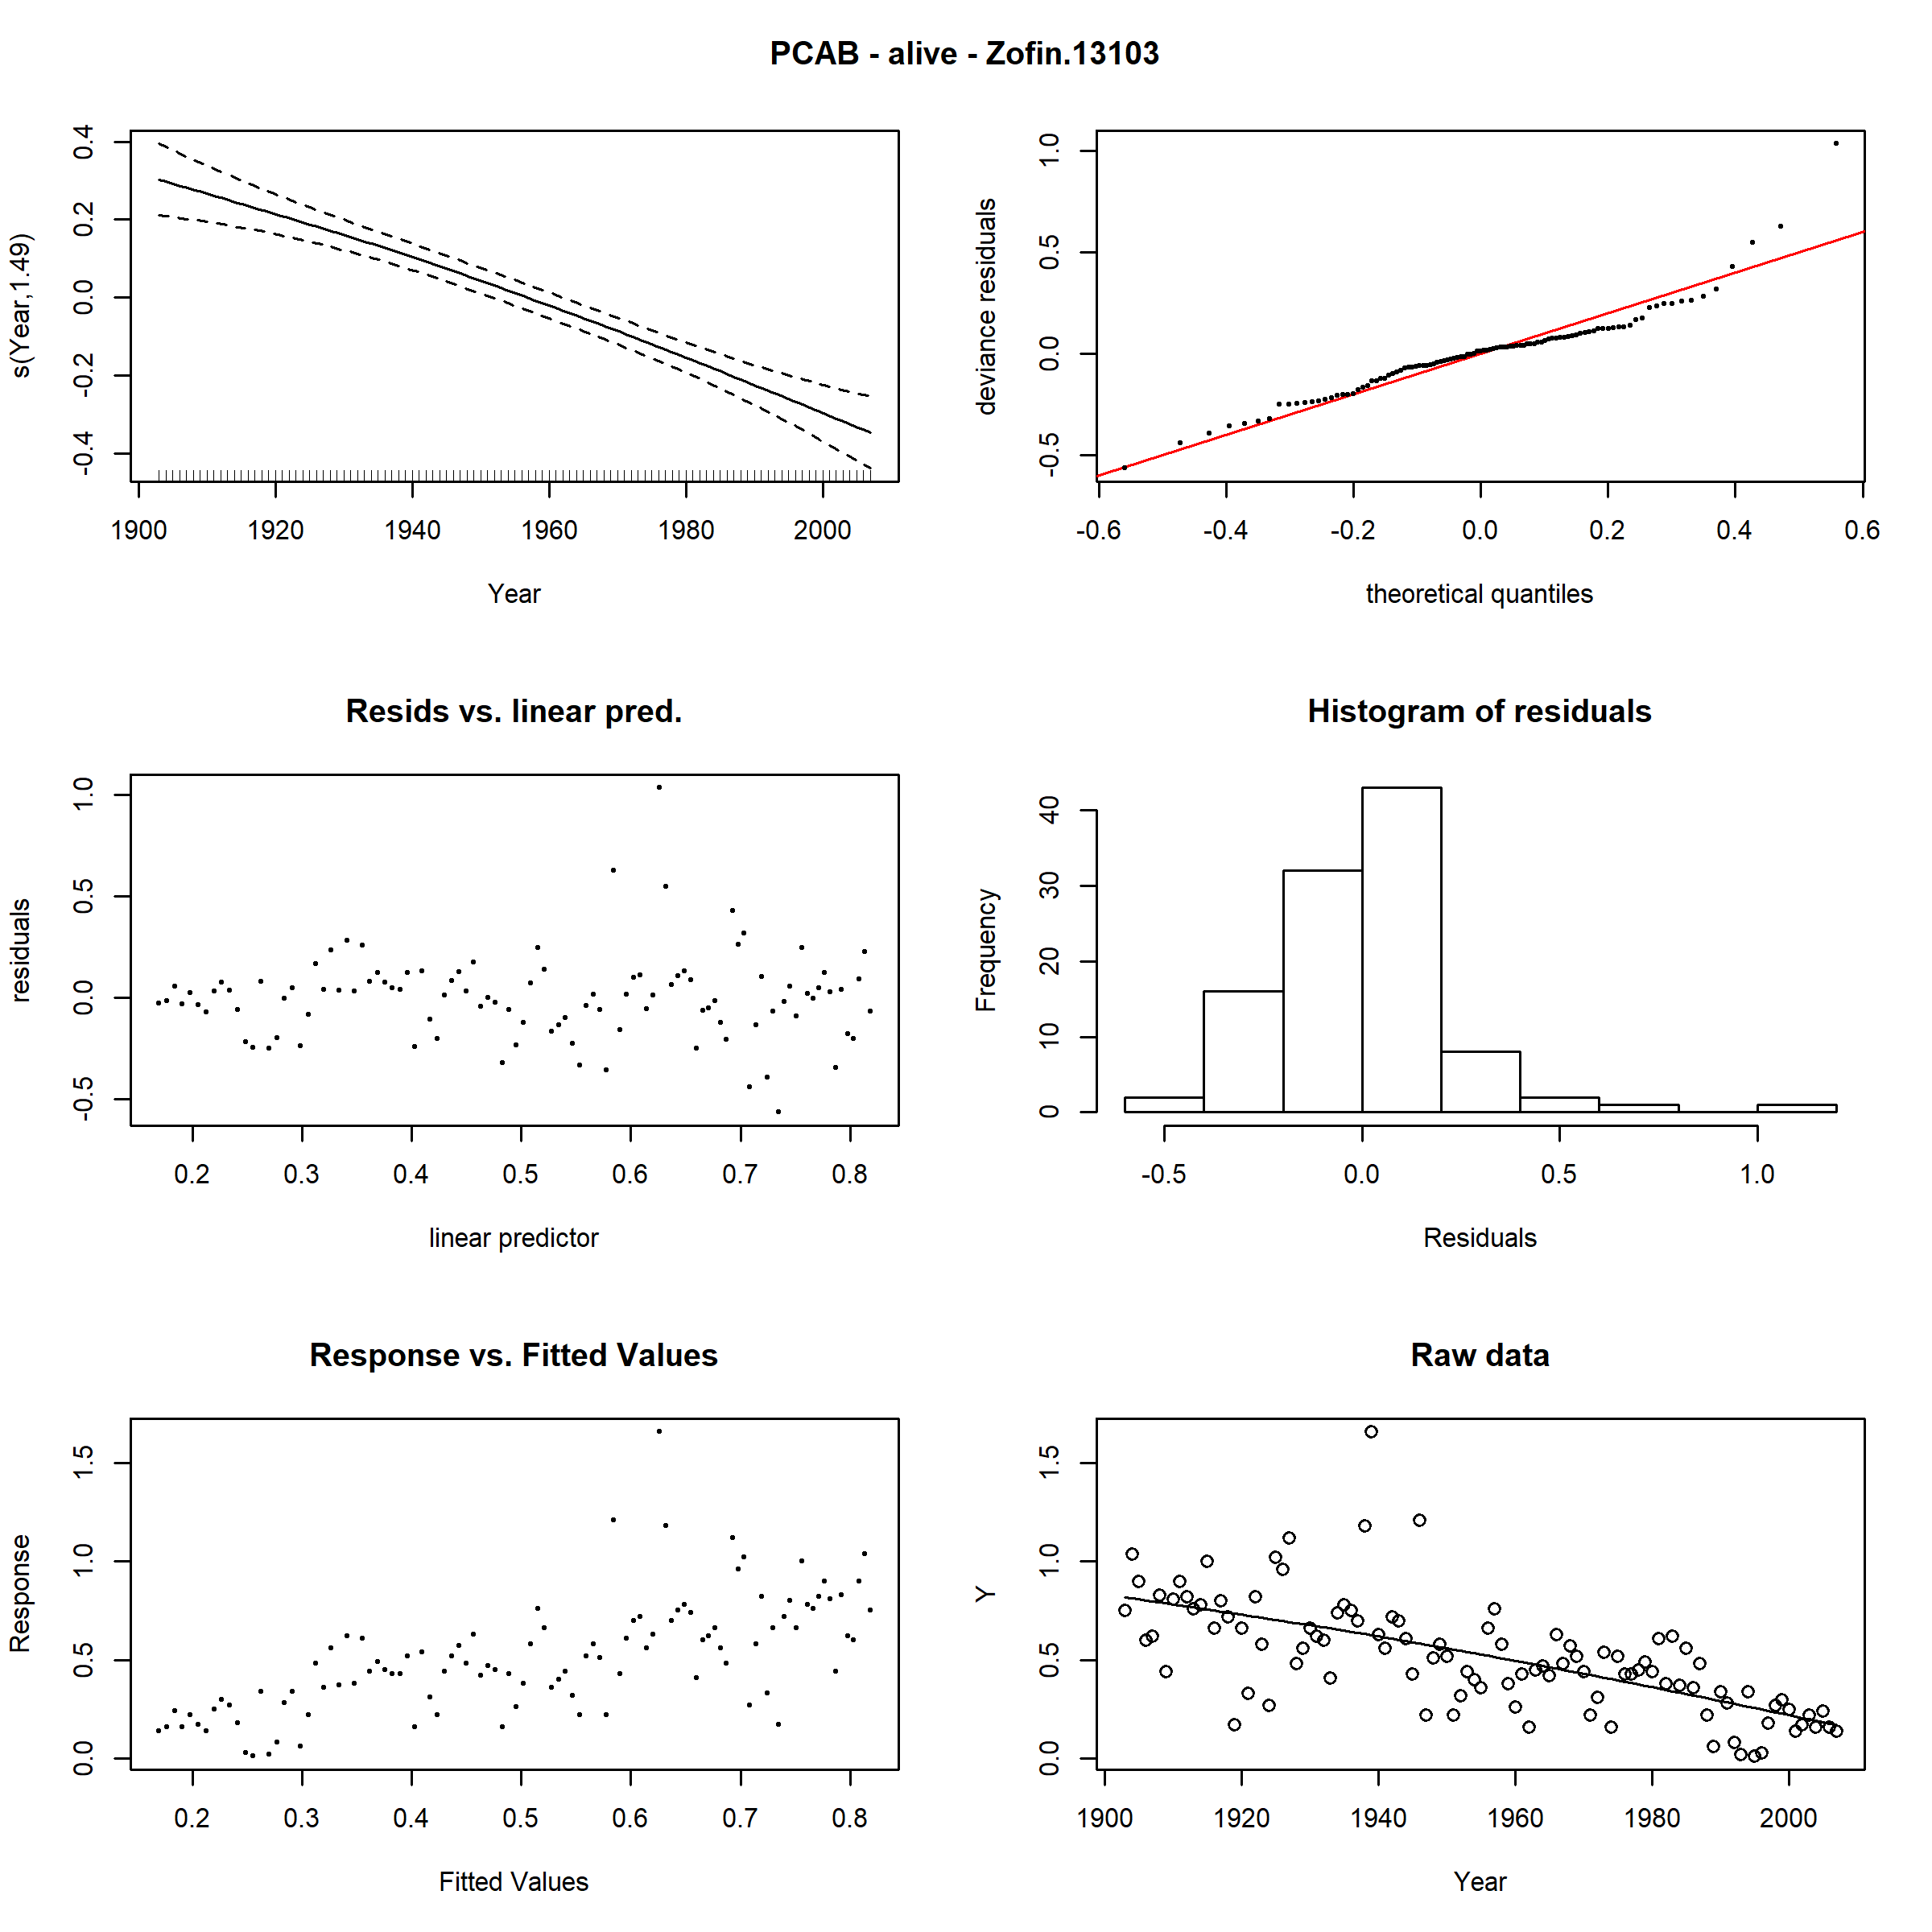 PCAB - alive - Zofin.13103
s(Year,1.49)
0.4
0.2
0.0
-0.2
-0.4
1900 1920 1940 1960 1980 2000
Year
deviance residuals
1.0
0.5
0.0
-0.5
-0.6 -0.4 -0.2 0.0 0.2 0.4 0.6
theoretical quantiles
Resids vs. linear pred.
residuals
1.0
0.5
0.0
-0.5
0.2 0.3 0.4 0.5 0.6 0.7 0.8
linear predictor
Histogram of residuals
Frequency
40
30
20
10
0
-0.5 0.0 0.5 1.0
Residuals
Response vs. Fitted Values
Response
1.5
1.0
0.5
0.0
0.2 0.3 0.4 0.5 0.6 0.7 0.8
Fitted Values
Raw data
Y
1.5
1.0
0.5
0.0
1900 1920 1940 1960 1980 2000
Year